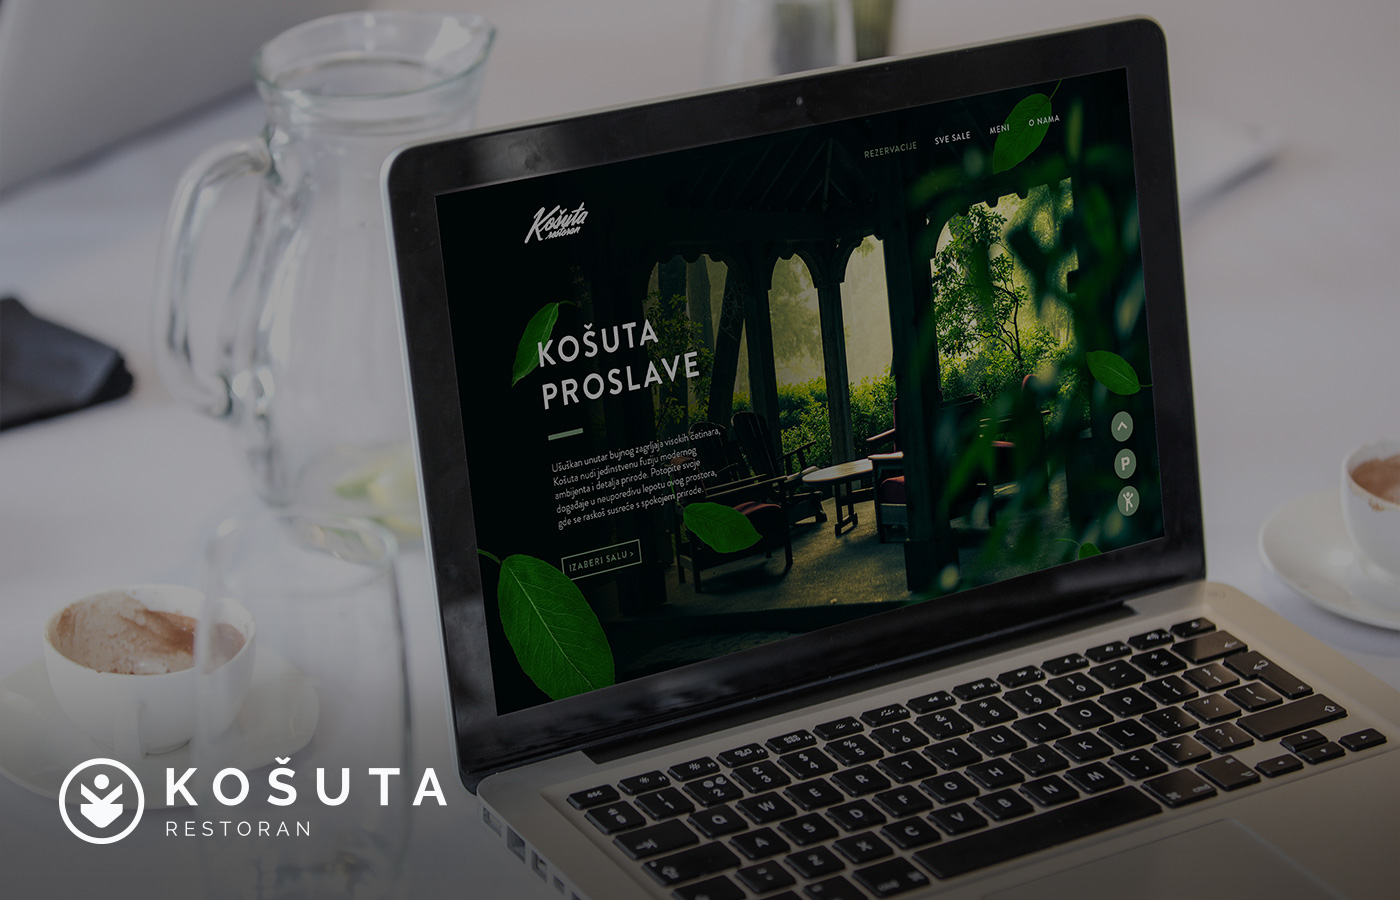 REZERVACIJE SVE SALE MENI O NAMA
Košuta
restoran
KOŠUTA
PROSLAVE
Ušuškan unutar bujnog zagrljaja visokih četinara,
Košuta nudi jedinstvenu fuziju modernog
ambijenta i detalja prirode. Potopite svoje
događaje u neuporedivu lepotu ovog prostora,
gde se raskoš susreće s spokojem prirode.
IZABERI SALU >
P
KOŠUTA
RESTORAN